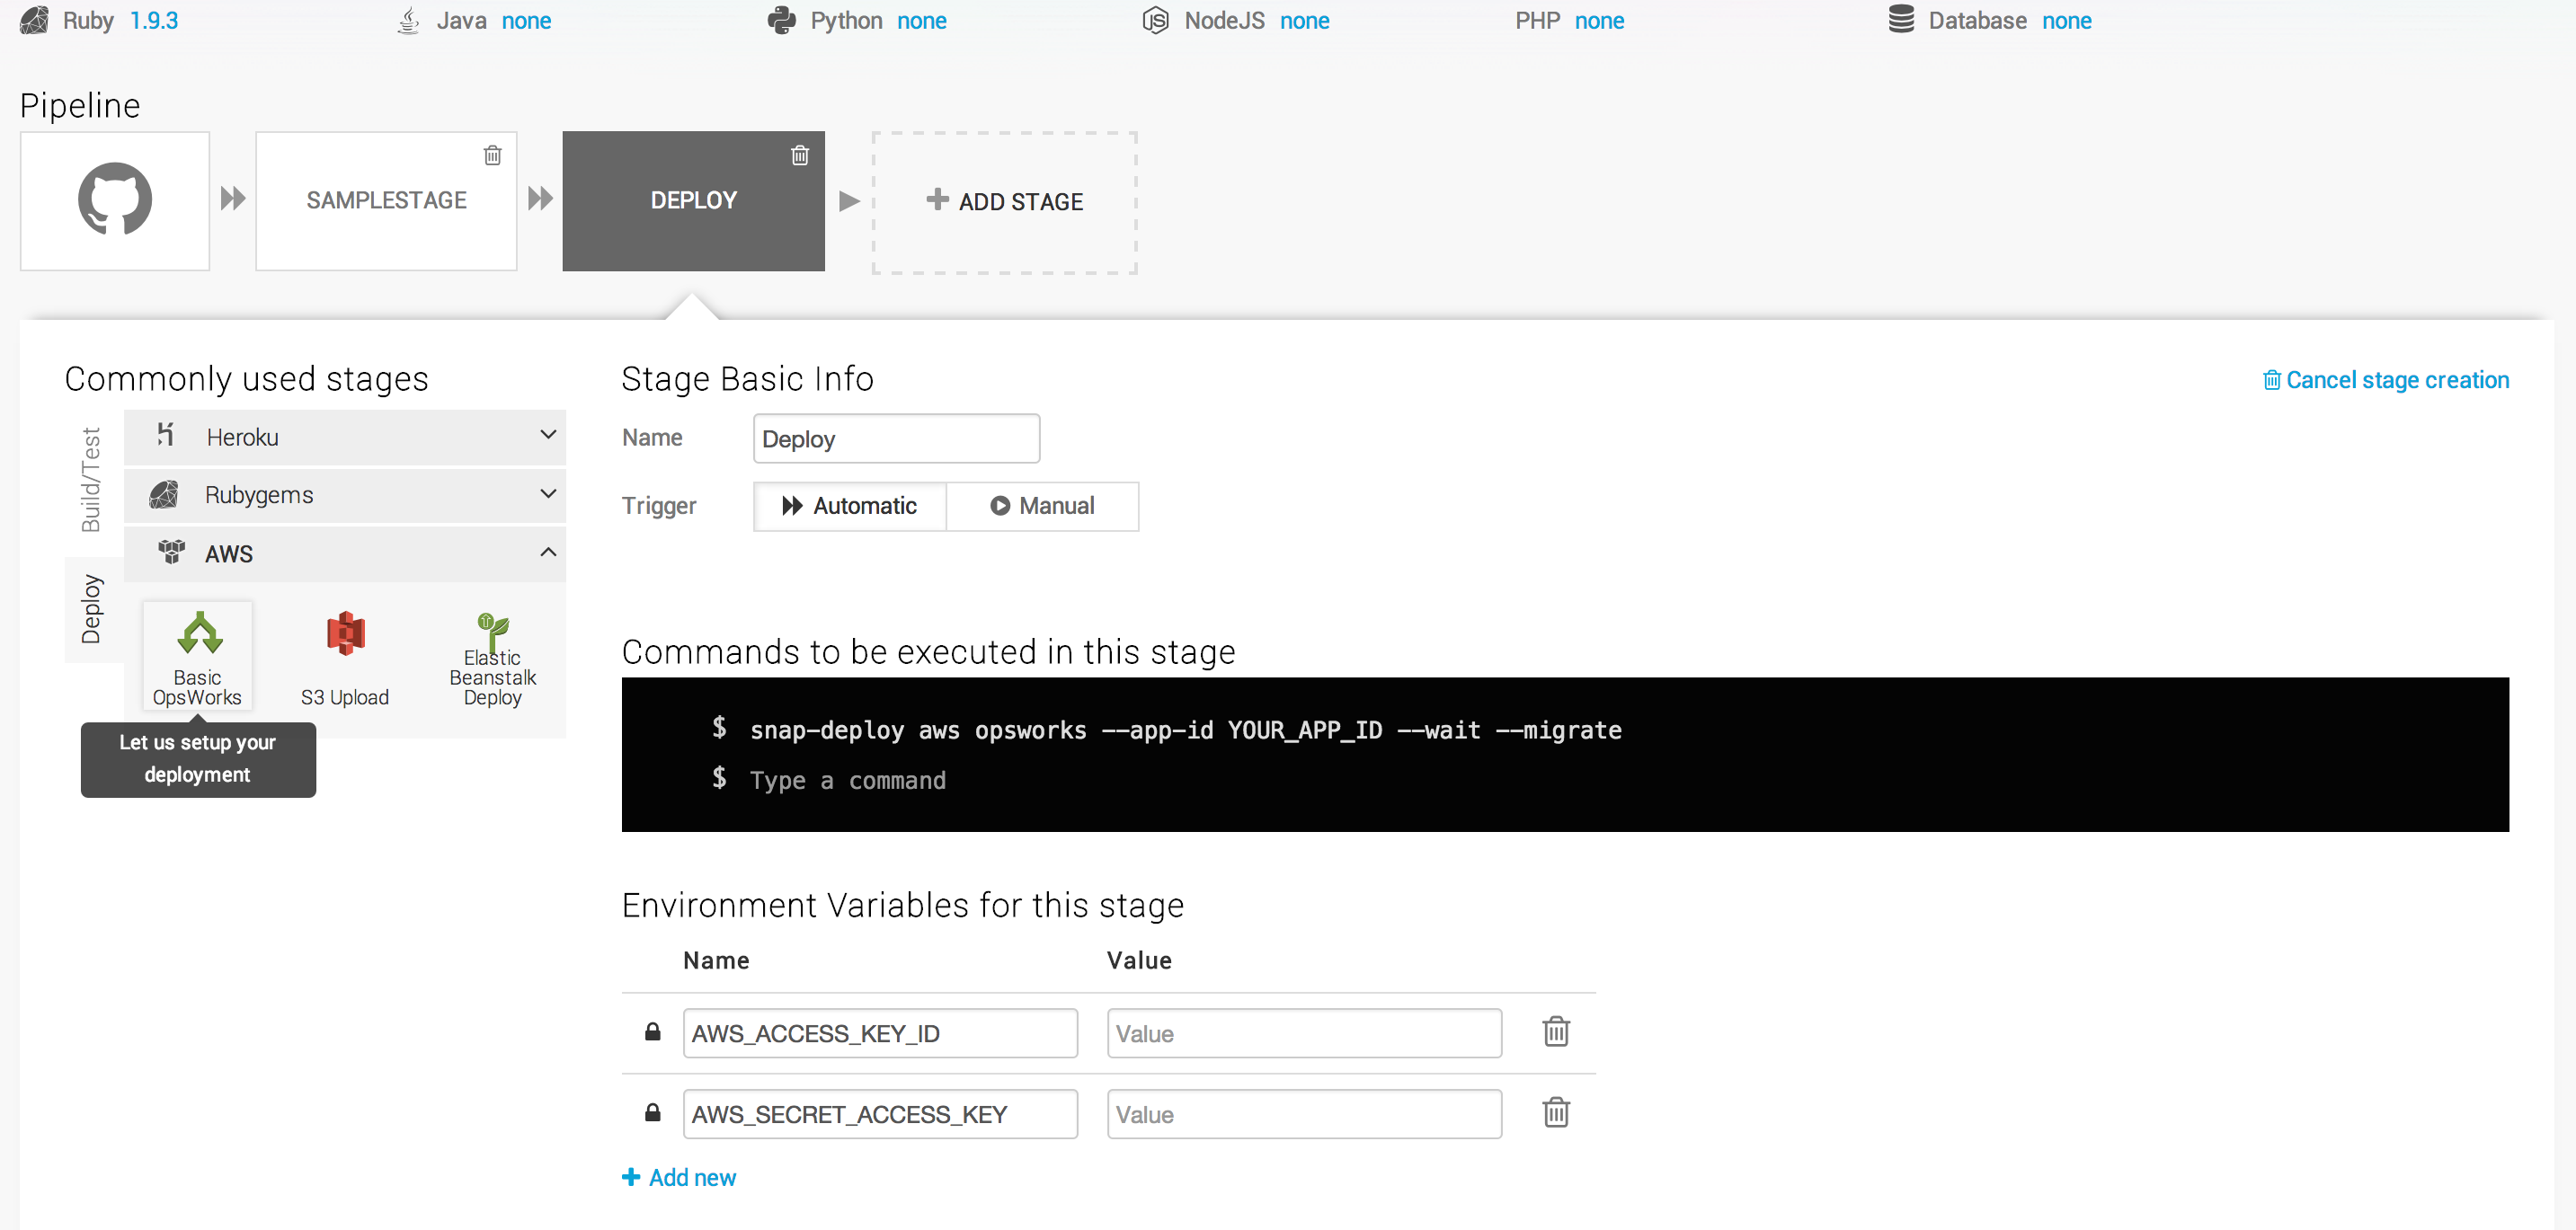 Ruby 1.9.3 Java none Python none NodeJS none PHP none Database none
Pipeline
SAMPLESTAGE
DEPLOY
ADD STAGE
Commonly used stages
Build/Test
Deploy
Heroku
Rubygems
AWS
Basic
OpsWorks
S3 Upload
Elastic
Beanstalk
Deploy
Let us setup your
deployment
Stage Basic Info
Cancel stage creation
Name Deploy
Trigger Automatic Manual
Commands to be executed in this stage
$ snap-deploy aws opsworks --app-id YOUR_APP_ID --wait --migrate
$ Type a command
Environment Variables for this stage
Name Value
AWS_ACCESS_KEY_ID Value
AWS_SECRET_ACCESS_KEY Value
Add new